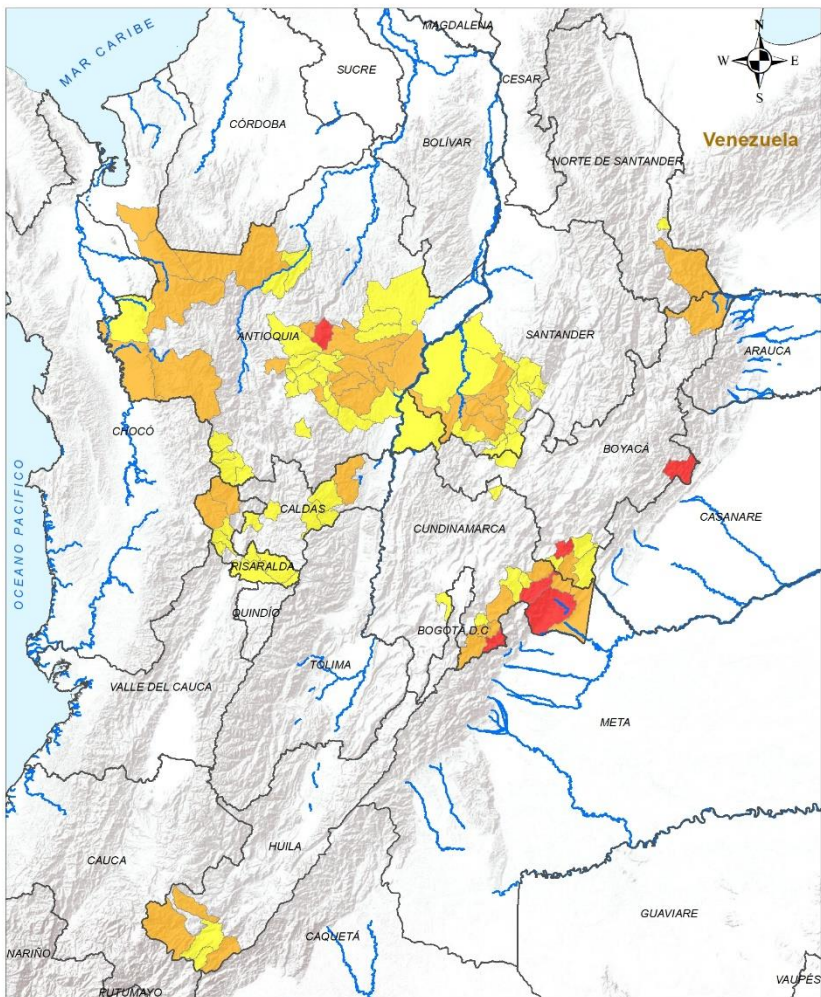 MAGDALENA
N
MAR CARIBE
W
E
SUCRE
CESAR
S
CÓRDOBA
BOLÍVAR
Venezuela
NORTE DE SANTANDER
ANTIOQUIA
SANTANDER
ARAUCA
CHOCÓ
BOYACÁ
OCEANO PACIFICO
CALDAS
CUNDINAMARCA
CASANARE
RISARALDA
QUINDÍO
BOGOTÁ D.C
TOLIMA
VALLE DEL CAUCA
META
HUILA
CAUCA
GUAVIARE
CAQUETÁ
NARIÑO
PUTUMAYO
VAUPÉS